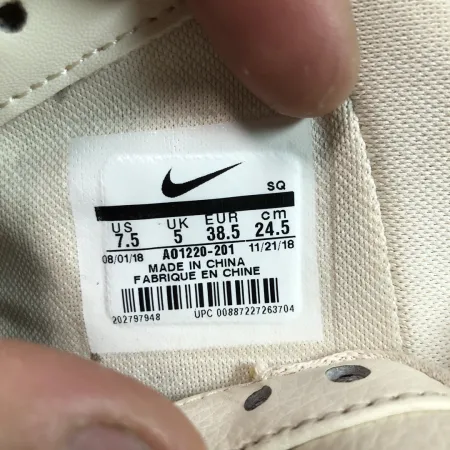 SQ
US UK EUR cm
7.5 5 38.5 24.5
08/01/18 AO1220-201 11/21/18
MADE IN CHINA
FABRIQUE EN CHINE
202797948 UPC 00887227263704